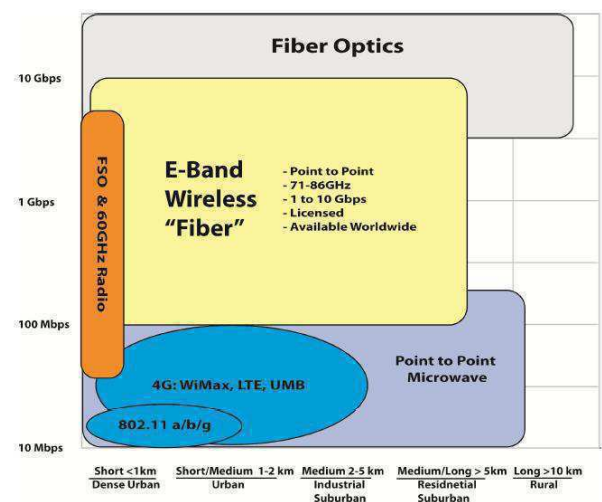 Fiber Optics
10 Gbps
E-Band
Wireless
“Fiber”
- Point to Point
- 71-86GHz
- 1 to 10 Gbps
- Licensed
- Available Worldwide
FSO & 60GHz Radio
1 Gbps
100 Mbps
Point to Point
Microwave
4G: WiMax, LTE, UMB
802.11 a/b/g
10 Mbps
Short <1km
Dense Urban
Short/Medium 1-2 km
Urban
Medium 2-5 km
Industrial
Suburban
Medium/Long > 5km
Residnetial
Suburban
Long >10 km
Rural